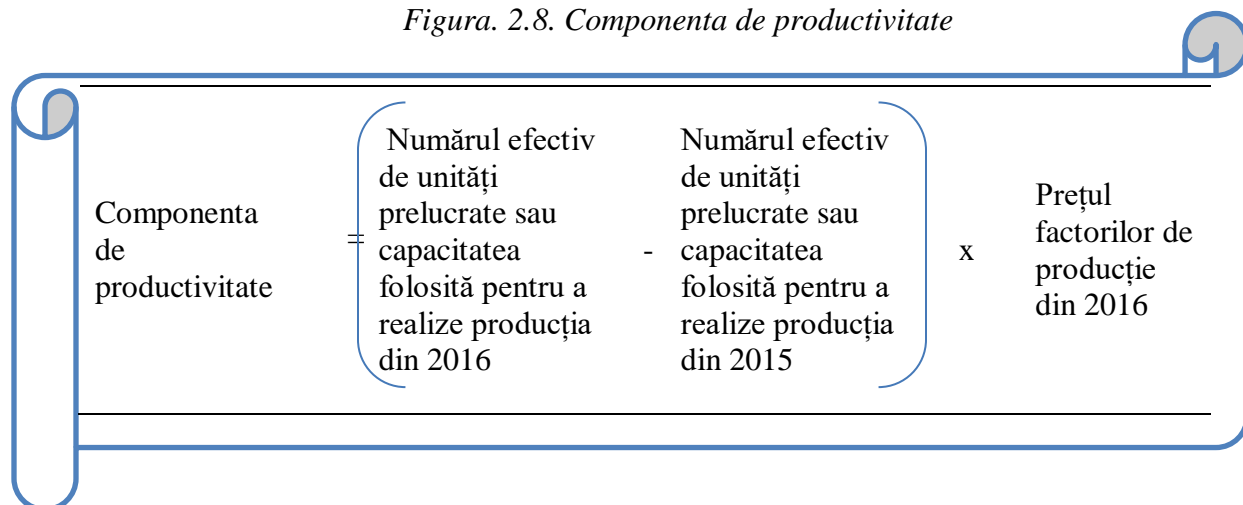 Figura. 2.8. Componenta de productivitate
Componenta
de
productivitate
=
Numărul efectiv
de unități
prelucrate sau
capacitatea
folosită pentru a
realize producția
din 2016
-
Numărul efectiv
de unități
prelucrate sau
capacitatea
folosită pentru a
realize producția
din 2015
x
Prețul
factorilor de
producție
din 2016